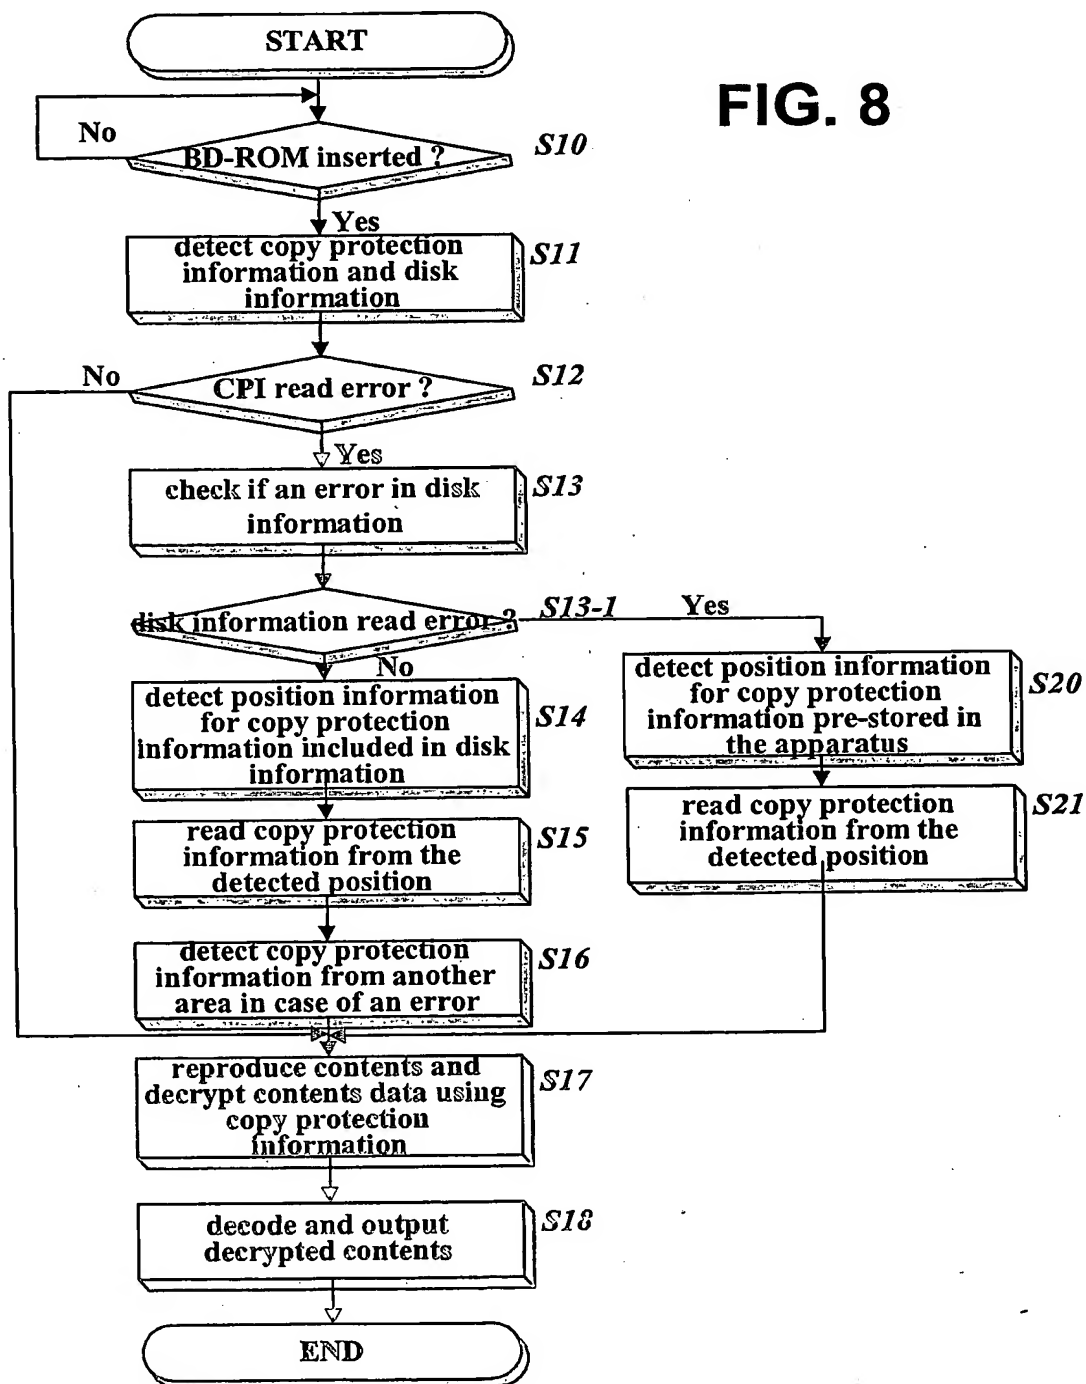 START
FIG. 8
No
BD-ROM inserted ?
S10
Yes
detect copy protection
information and disk
information
S11
No
CPI read error ?
S12
Yes
check if an error in disk
information
S13
disk information read error ?
S13-1
Yes
No
detect position information
for copy protection
information included in disk
information
S14
detect position information
for copy protection
information pre-stored in
the apparatus
S20
read copy protection
information from the
detected position
S15
read copy protection
information from the
detected position
S21
detect copy protection
information from another
area in case of an error
S16
reproduce contents and
decrypt contents data using
copy protection
information
S17
decode and output
decrypted contents
S18
END